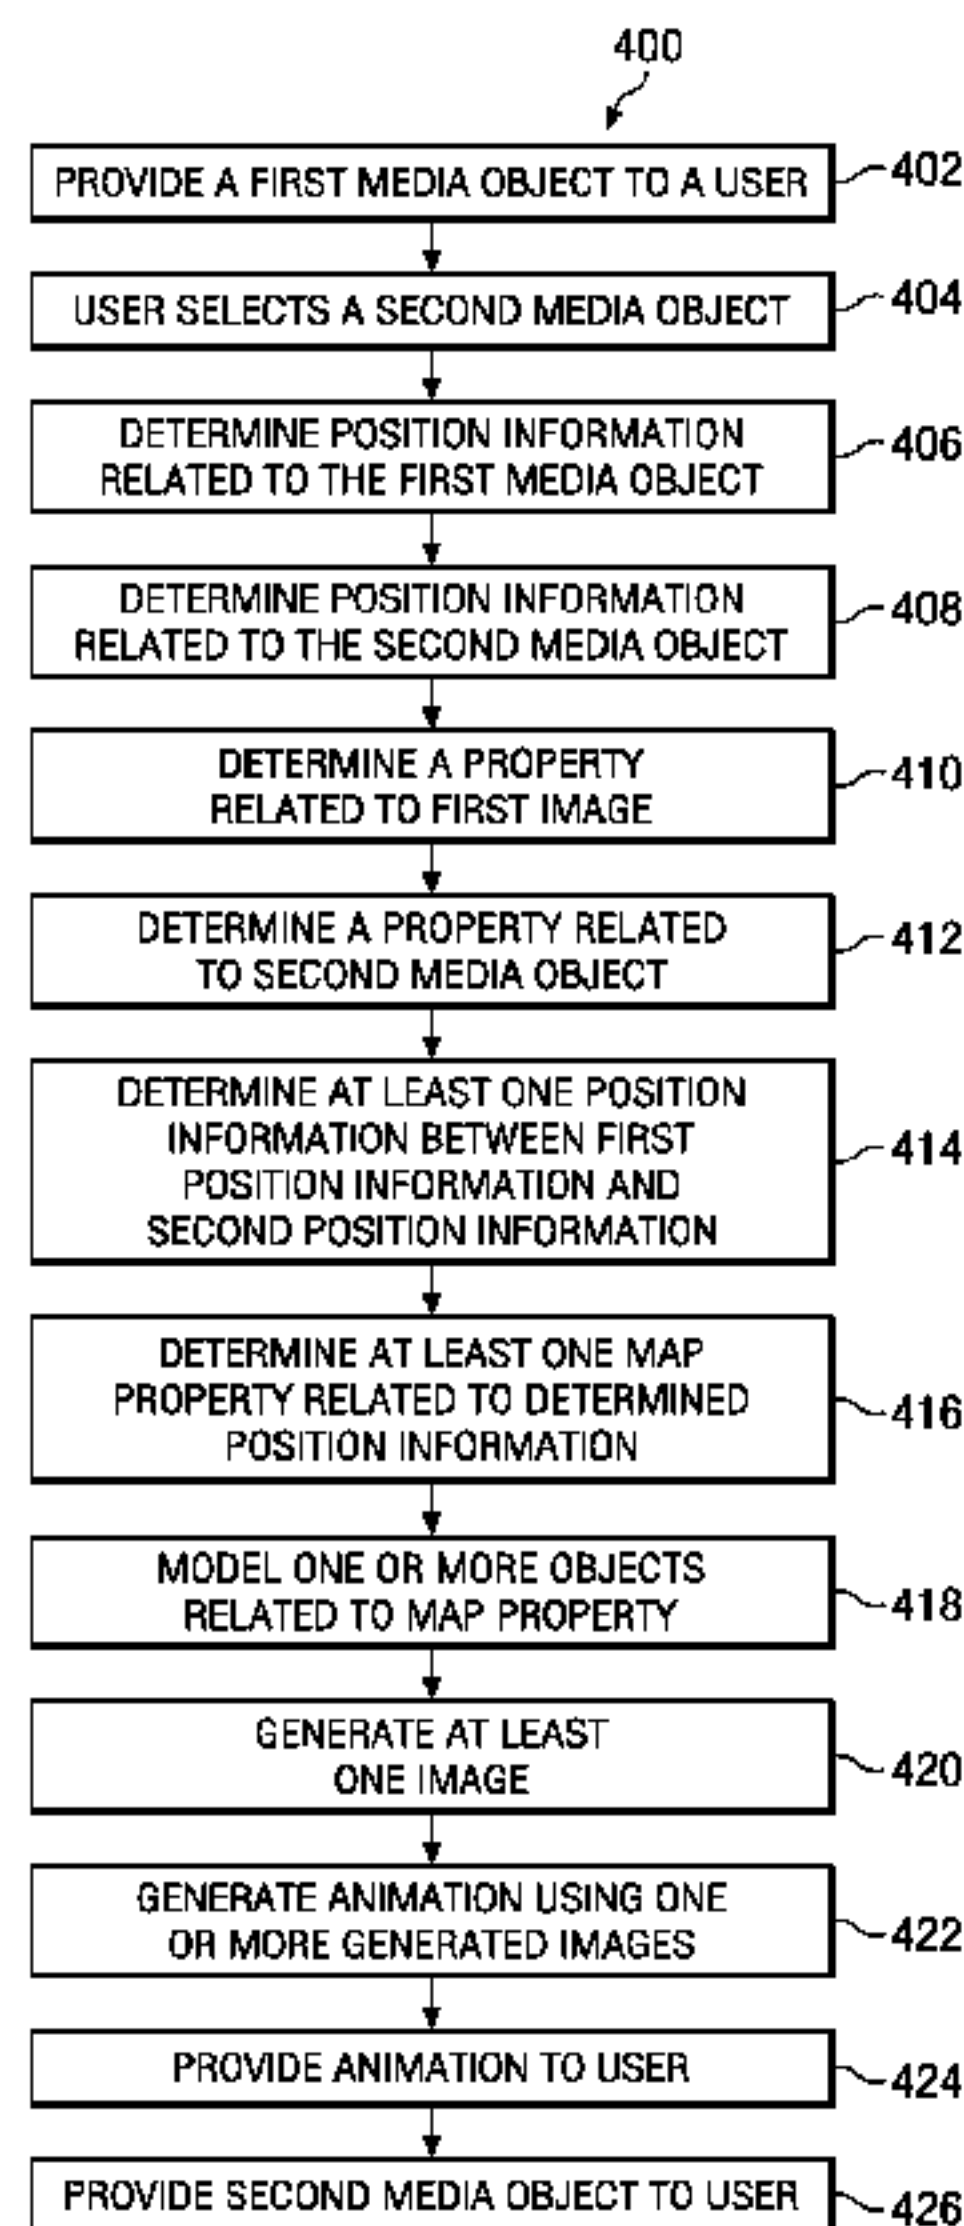 400
PROVIDE A FIRST MEDIA OBJECT TO A USER
402
USER SELECTS A SECOND MEDIA OBJECT
404
DETERMINE POSITION INFORMATION
RELATED TO THE FIRST MEDIA OBJECT
406
DETERMINE POSITION INFORMATION
RELATED TO THE SECOND MEDIA OBJECT
408
DETERMINE A PROPERTY
RELATED TO FIRST IMAGE
410
DETERMINE A PROPERTY RELATED
TO SECOND MEDIA OBJECT
412
DETERMINE AT LEAST ONE POSITION
INFORMATION BETWEEN FIRST
POSITION INFORMATION AND
SECOND POSITION INFORMATION
414
DETERMINE AT LEAST ONE MAP
PROPERTY RELATED TO DETERMINED
POSITION INFORMATION
416
MODEL ONE OR MORE OBJECTS
RELATED TO MAP PROPERTY
418
GENERATE AT LEAST
ONE IMAGE
420
GENERATE ANIMATION USING ONE
OR MORE GENERATED IMAGES
422
PROVIDE ANIMATION TO USER
424
PROVIDE SECOND MEDIA OBJECT TO USER
426